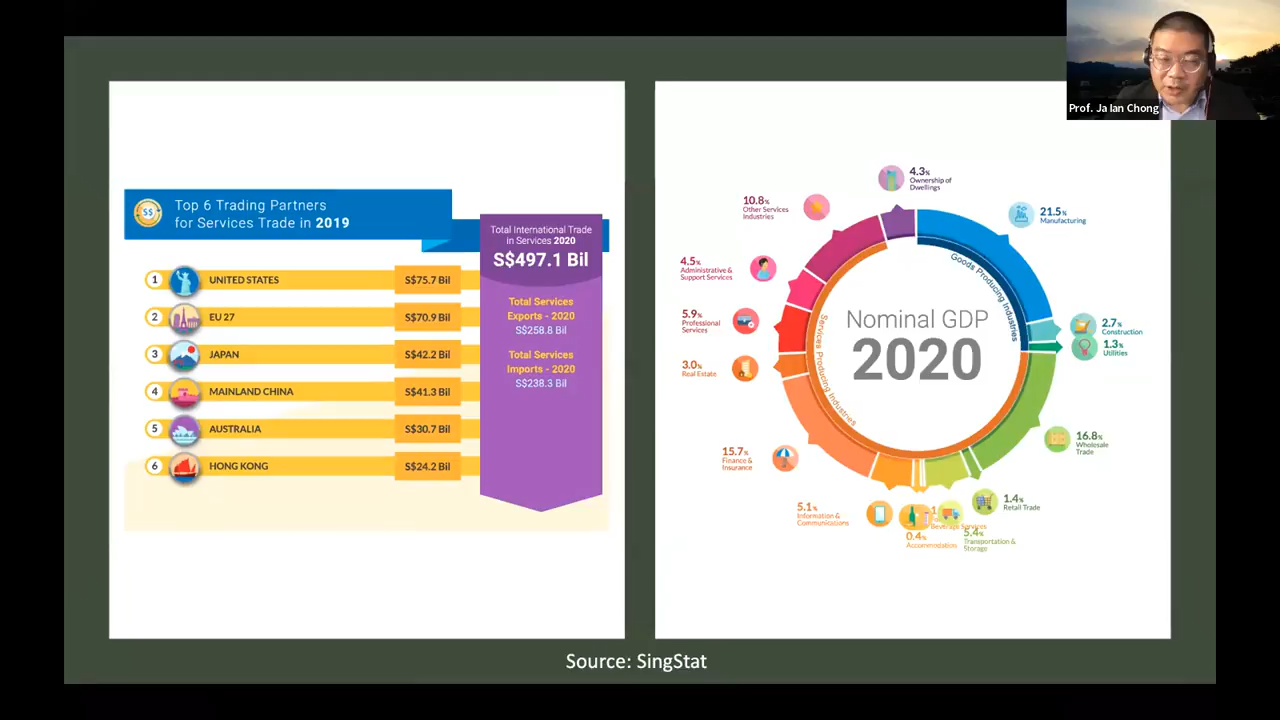 Prof. Ja Ian Chong
S$
Top 6 Trading Partners
for Services Trade in 2019
Total International Trade
in Services 2020
S$497.1 Bil
Total Services
Exports - 2020
S$258.8 Bil
Total Services
Imports - 2020
S$238.3 Bil
1 UNITED STATES S$75.7 Bil
2 EU 27 S$70.9 Bil
3 JAPAN S$42.2 Bil
4 MAINLAND CHINA S$41.3 Bil
5 AUSTRALIA S$30.7 Bil
6 HONG KONG S$24.2 Bil
Nominal GDP
2020
Goods Producing Industries
Services Producing Industries
4.3%
Ownership of
Dwellings
21.5%
Manufacturing
2.7%
Construction
1.3%
Utilities
16.8%
Wholesale
Trade
1.4%
Retail Trade
5.4%
Transportation &
Storage
0.4%
Accommodation
Beverage Services
5.1%
Information &
Communications
15.7%
Finance &
Insurance
3.0%
Real Estate
5.9%
Professional
Services
4.5%
Administrative &
Support Services
10.8%
Other Services
Industries
Source: SingStat